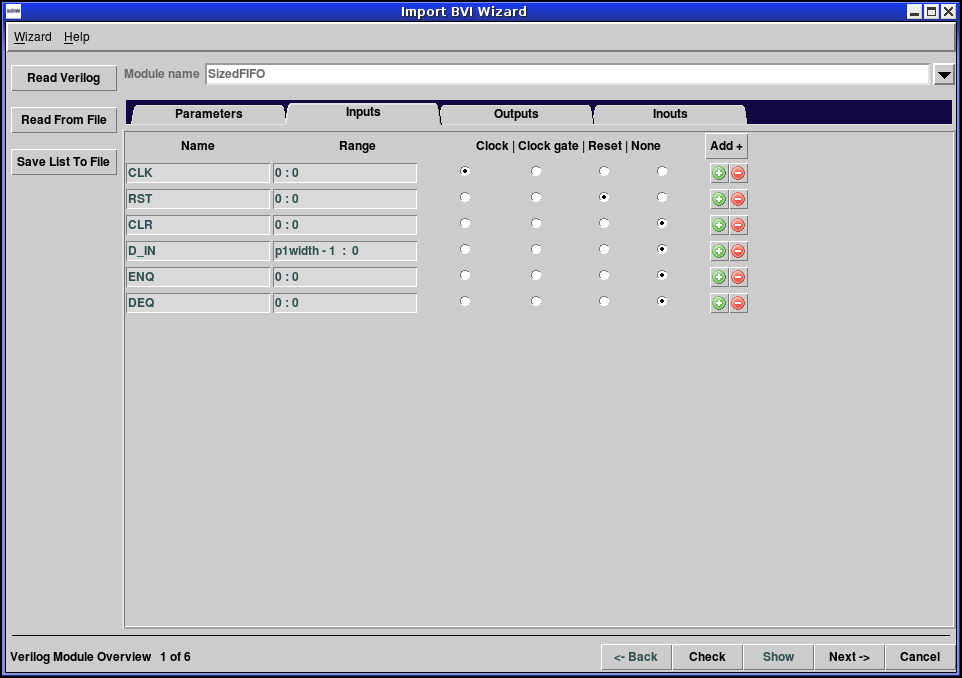 Import BVI Wizard
Wizard Help
Read Verilog
Module name SizedFIFO
Read From File
Save List To File
Parameters Inputs Outputs Inouts
Name Range Clock | Clock gate | Reset | None Add +
CLK 0 : 0
RST 0 : 0
CLR 0 : 0
D_IN p1width - 1 : 0
ENQ 0 : 0
DEQ 0 : 0
Verilog Module Overview 1 of 6
<- Back Check Show Next -> Cancel